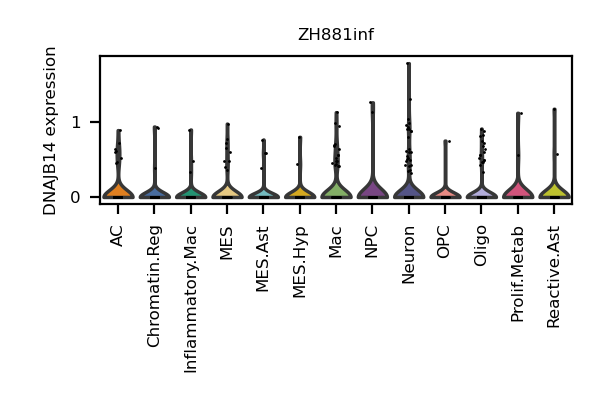 ZH881inf
DNAJB14 expression
1
0
AC
Chromatin.Reg
Inflammatory.Mac
MES
MES.Ast
MES.Hyp
Mac
NPC
Neuron
OPC
Oligo
Prolif.Metab
Reactive.Ast